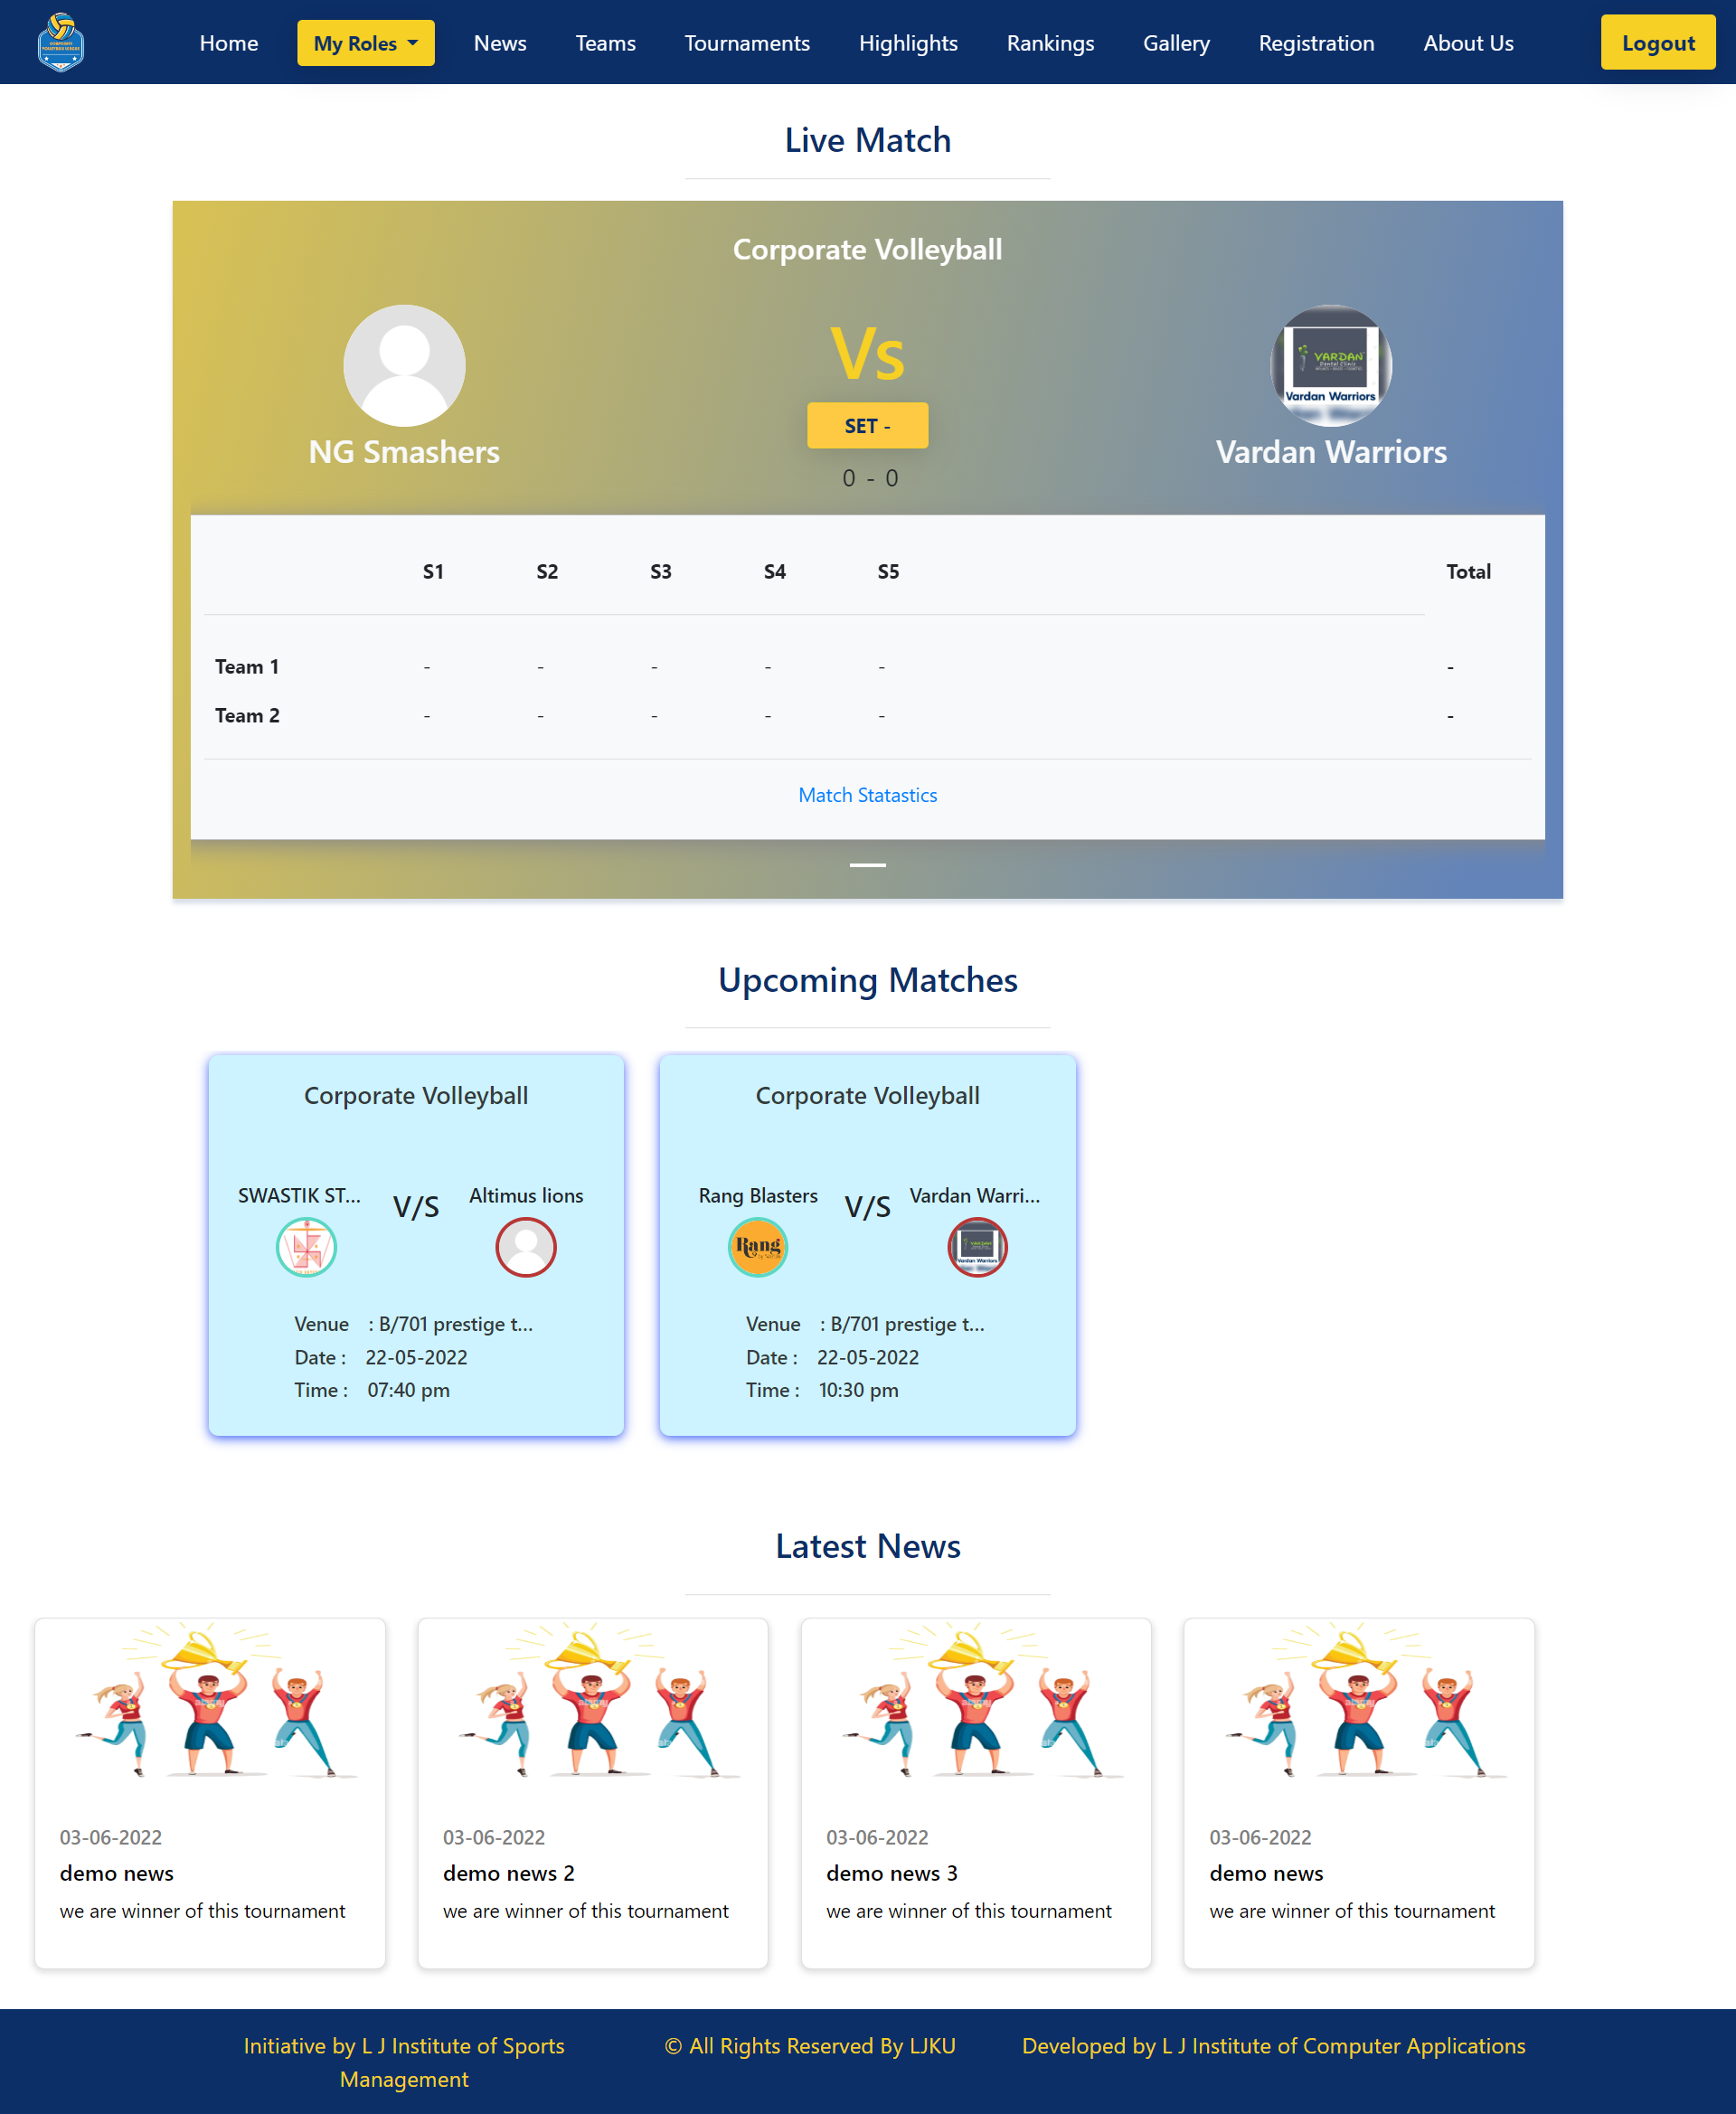 Home
My Roles
News
Teams
Tournaments
Highlights
Rankings
Gallery
Registration
About Us
Logout
Live Match
Corporate Volleyball
Vs
SET -
0 - 0
NG Smashers
VARDAN
Dental Clinic
Vardan Warriors
Vardan Warriors
S1 S2 S3 S4 S5 Total
Team 1 - - - - - -
Team 2 - - - - - -
Match Statastics
Upcoming Matches
Corporate Volleyball
SWASTIK ST...
V/S
Altimus lions
Venue : B/701 prestige t...
Date : 22-05-2022
Time : 07:40 pm
Corporate Volleyball
Rang Blasters
V/S
Vardan Warri...
Rang
VARDAN
Vardan Warriors
Venue : B/701 prestige t...
Date : 22-05-2022
Time : 10:30 pm
Latest News
03-06-2022
demo news
we are winner of this tournament
03-06-2022
demo news 2
we are winner of this tournament
03-06-2022
demo news 3
we are winner of this tournament
03-06-2022
demo news
we are winner of this tournament
Initiative by L J Institute of Sports
Management
© All Rights Reserved By LJKU
Developed by L J Institute of Computer Applications